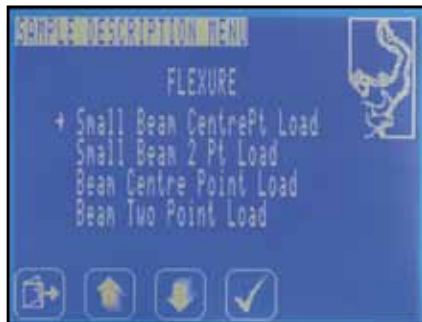 SAMPLE DESCRIPTION MENU
FLEXURE
Small Beam CentrePt Load
Small Beam 2 Pt Load
Beam Centre Point Load
Beam Two Point Load